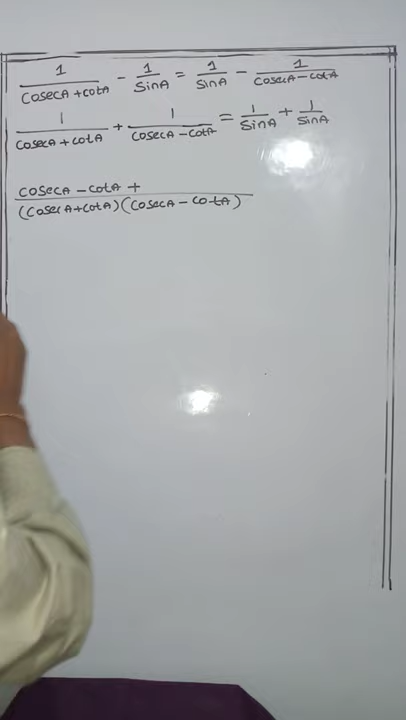 1/(CosecA + cotA) - 1/SinA = 1/SinA - 1/(CosecA - cotA)
1/(CosecA + cotA) + 1/(CosecA - cotA) = 1/SinA + 1/SinA
(CosecA - cotA +)/((CosecA + cotA)(CosecA - cotA))